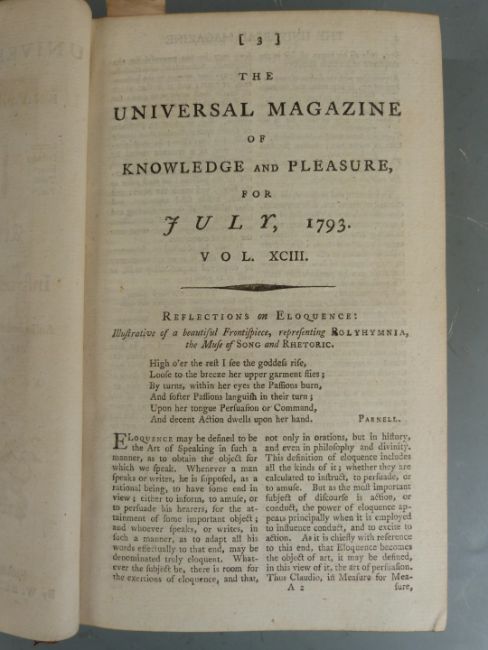 [ 3 ]
THE
UNIVERSAL MAGAZINE
OF
KNOWLEDGE AND PLEASURE,
FOR
JULY, 1793.
VOL. XCIII.
REFLECTIONS on ELOQUENCE:
Illuſtrative of a beautiful Frontiſpiece, repreſenting POLYHYMNIA,
the Muſe of SONG and RHETORIC.
High o'er the reſt I ſee the goddeſs riſe,
Looſe to the breeze her upper garment flies;
By turns, within her eyes the Paſſions burn,
And ſofter Paſſions languiſh in their turn;
Upon her tongue Perſuaſion or Command,
And decent Action dwells upon her hand.
PARNELL.
ELOQUENCE may be defined to be
the Art of Speaking in ſuch a
manner, as to obtain the object for
which we ſpeak. Whenever a man
ſpeaks or writes, he is ſuppoſed, as a
rational being, to have ſome end in
view; either to inform, to amuſe, or
to perſuade his hearers, for the at-
tainment of ſome important object;
and whoever ſpeaks, or writes, in
ſuch a manner, as to adapt all his
words effectually to that end, may be
denominated truly eloquent. What-
ever the ſubject be, there is room for
the exertions of eloquence, and that,
not only in orations, but in hiſtory,
and even in philoſophy and divinity.
This definition of eloquence includes
all the kinds of it; whether they are
calculated to inſtruct, to perſuade, or
to amuſe. But as the moſt important
ſubject of diſcourſe is action, or
conduct, the power of eloquence ap-
pears principally when it is employed
to influence conduct, and to excite to
action. As it is chiefly with reference
to this end, that Eloquence becomes
the object of art, it may be defined,
in this view of it, the art of perſuaſion.
Thus Claudio, in Meaſure for Mea-
A 2
ſure,